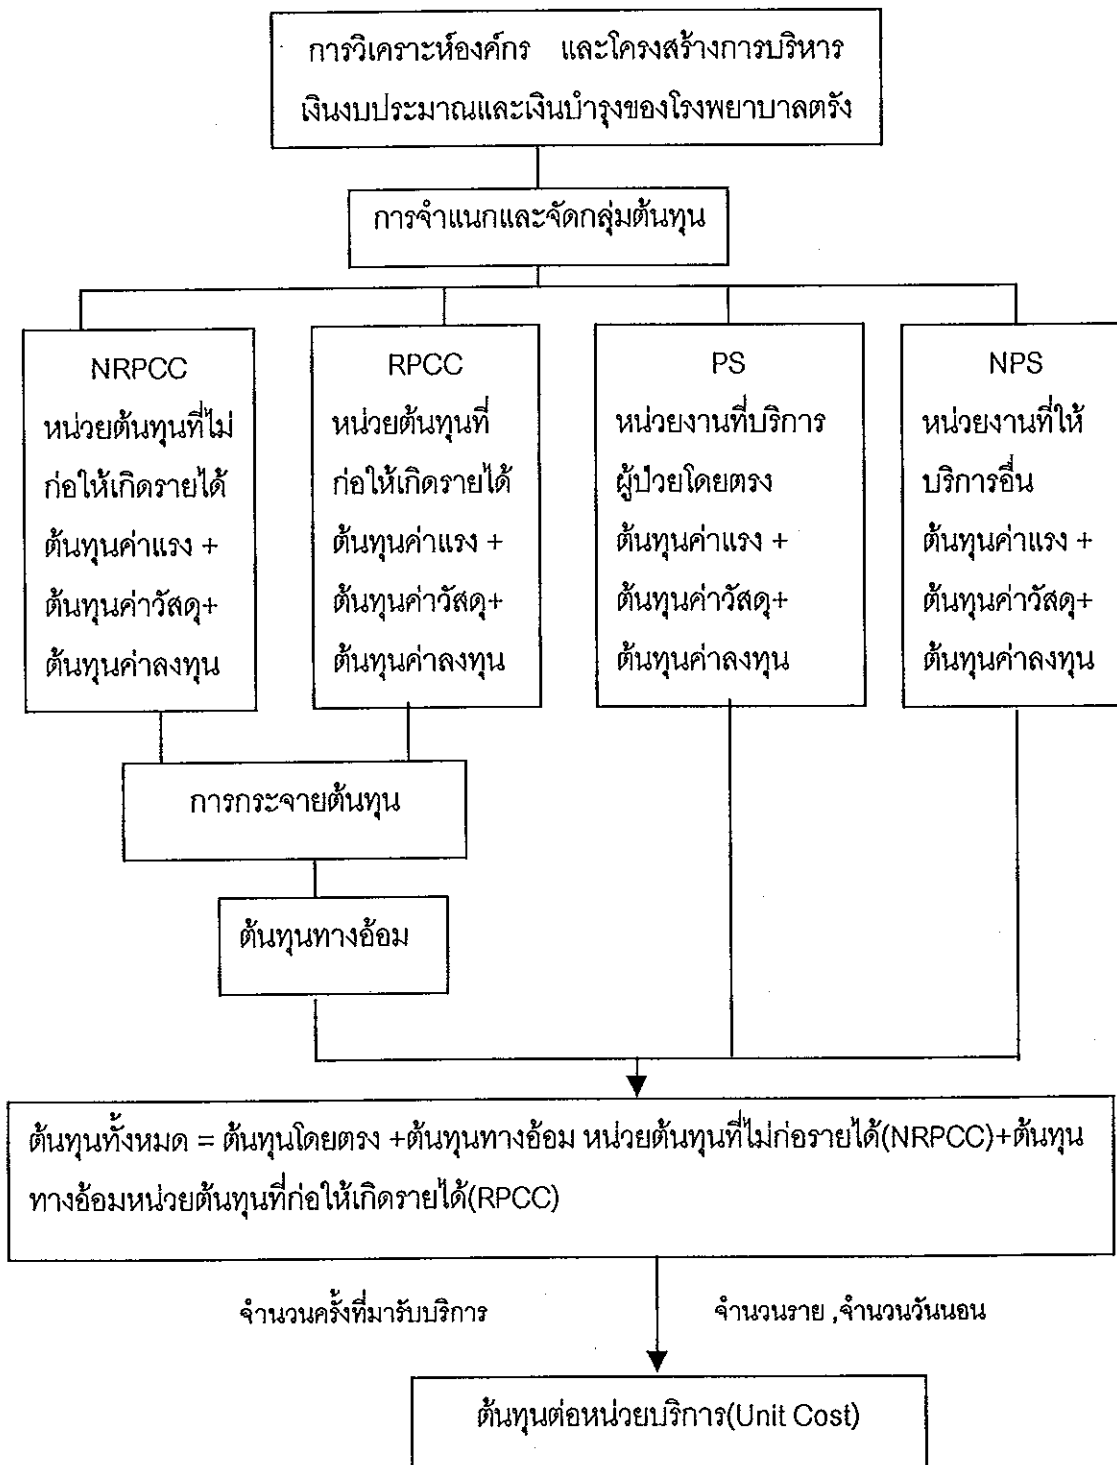 การวิเคราะห์องค์กร และโครงสร้างการบริหาร
เงินงบประมาณและเงินบำรุงของโรงพยาบาลตรัง
การจำแนกและจัดกลุ่มต้นทุน
NRPCC
หน่วยต้นทุนที่ไม่
ก่อให้เกิดรายได้
ต้นทุนค่าแรง +
ต้นทุนค่าวัสดุ+
ต้นทุนค่าลงทุน
RPCC
หน่วยต้นทุนที่
ก่อให้เกิดรายได้
ต้นทุนค่าแรง +
ต้นทุนค่าวัสดุ+
ต้นทุนค่าลงทุน
PS
หน่วยงานที่บริการ
ผู้ป่วยโดยตรง
ต้นทุนค่าแรง +
ต้นทุนค่าวัสดุ+
ต้นทุนค่าลงทุน
NPS
หน่วยงานที่ให้
บริการอื่น
ต้นทุนค่าแรง +
ต้นทุนค่าวัสดุ+
ต้นทุนค่าลงทุน
การกระจายต้นทุน
ต้นทุนทางอ้อม
ต้นทุนทั้งหมด = ต้นทุนโดยตรง +ต้นทุนทางอ้อม หน่วยต้นทุนที่ไม่ก่อรายได้(NRPCC)+ต้นทุน
ทางอ้อมหน่วยต้นทุนที่ก่อให้เกิดรายได้(RPCC)
จำนวนครั้งที่มารับบริการ
จำนวนราย ,จำนวนวันนอน
ต้นทุนต่อหน่วยบริการ(Unit Cost)